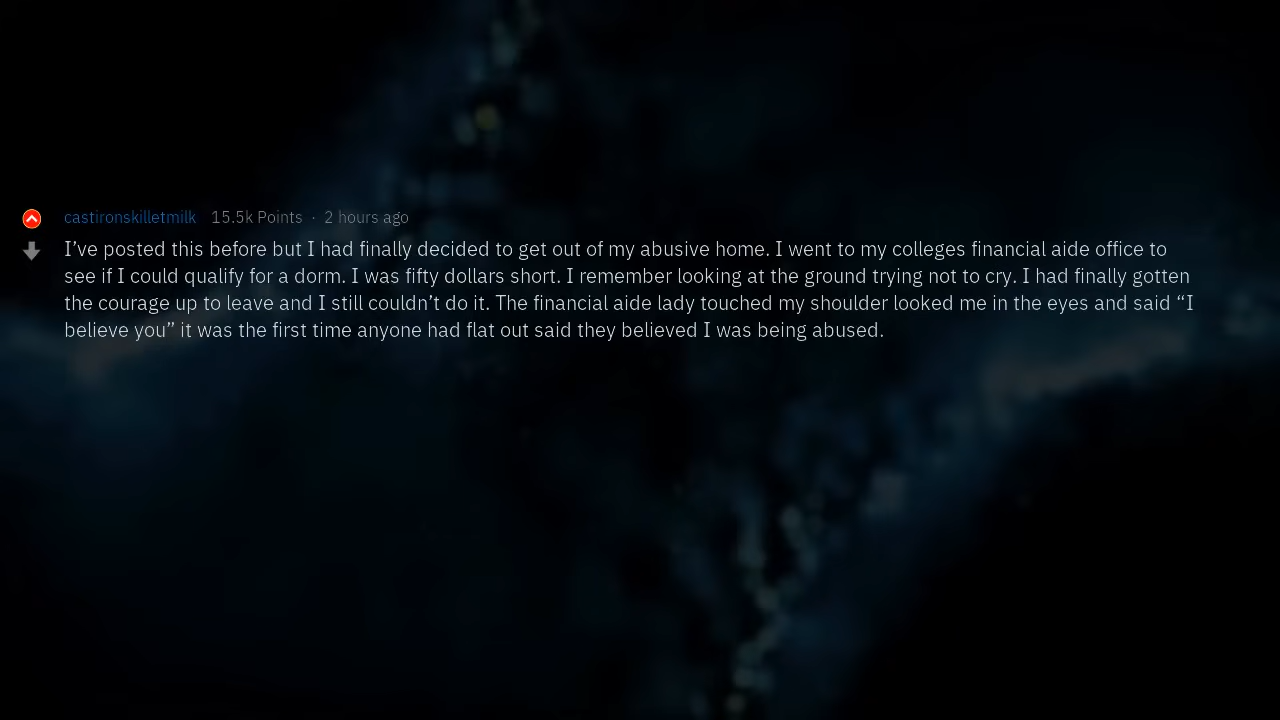 castironskilletmilk 15.5k Points · 2 hours ago
I’ve posted this before but I had finally decided to get out of my abusive home. I went to my colleges financial aide office to
see if I could qualify for a dorm. I was fifty dollars short. I remember looking at the ground trying not to cry. I had finally gotten
the courage up to leave and I still couldn’t do it. The financial aide lady touched my shoulder looked me in the eyes and said “I
believe you” it was the first time anyone had flat out said they believed I was being abused.